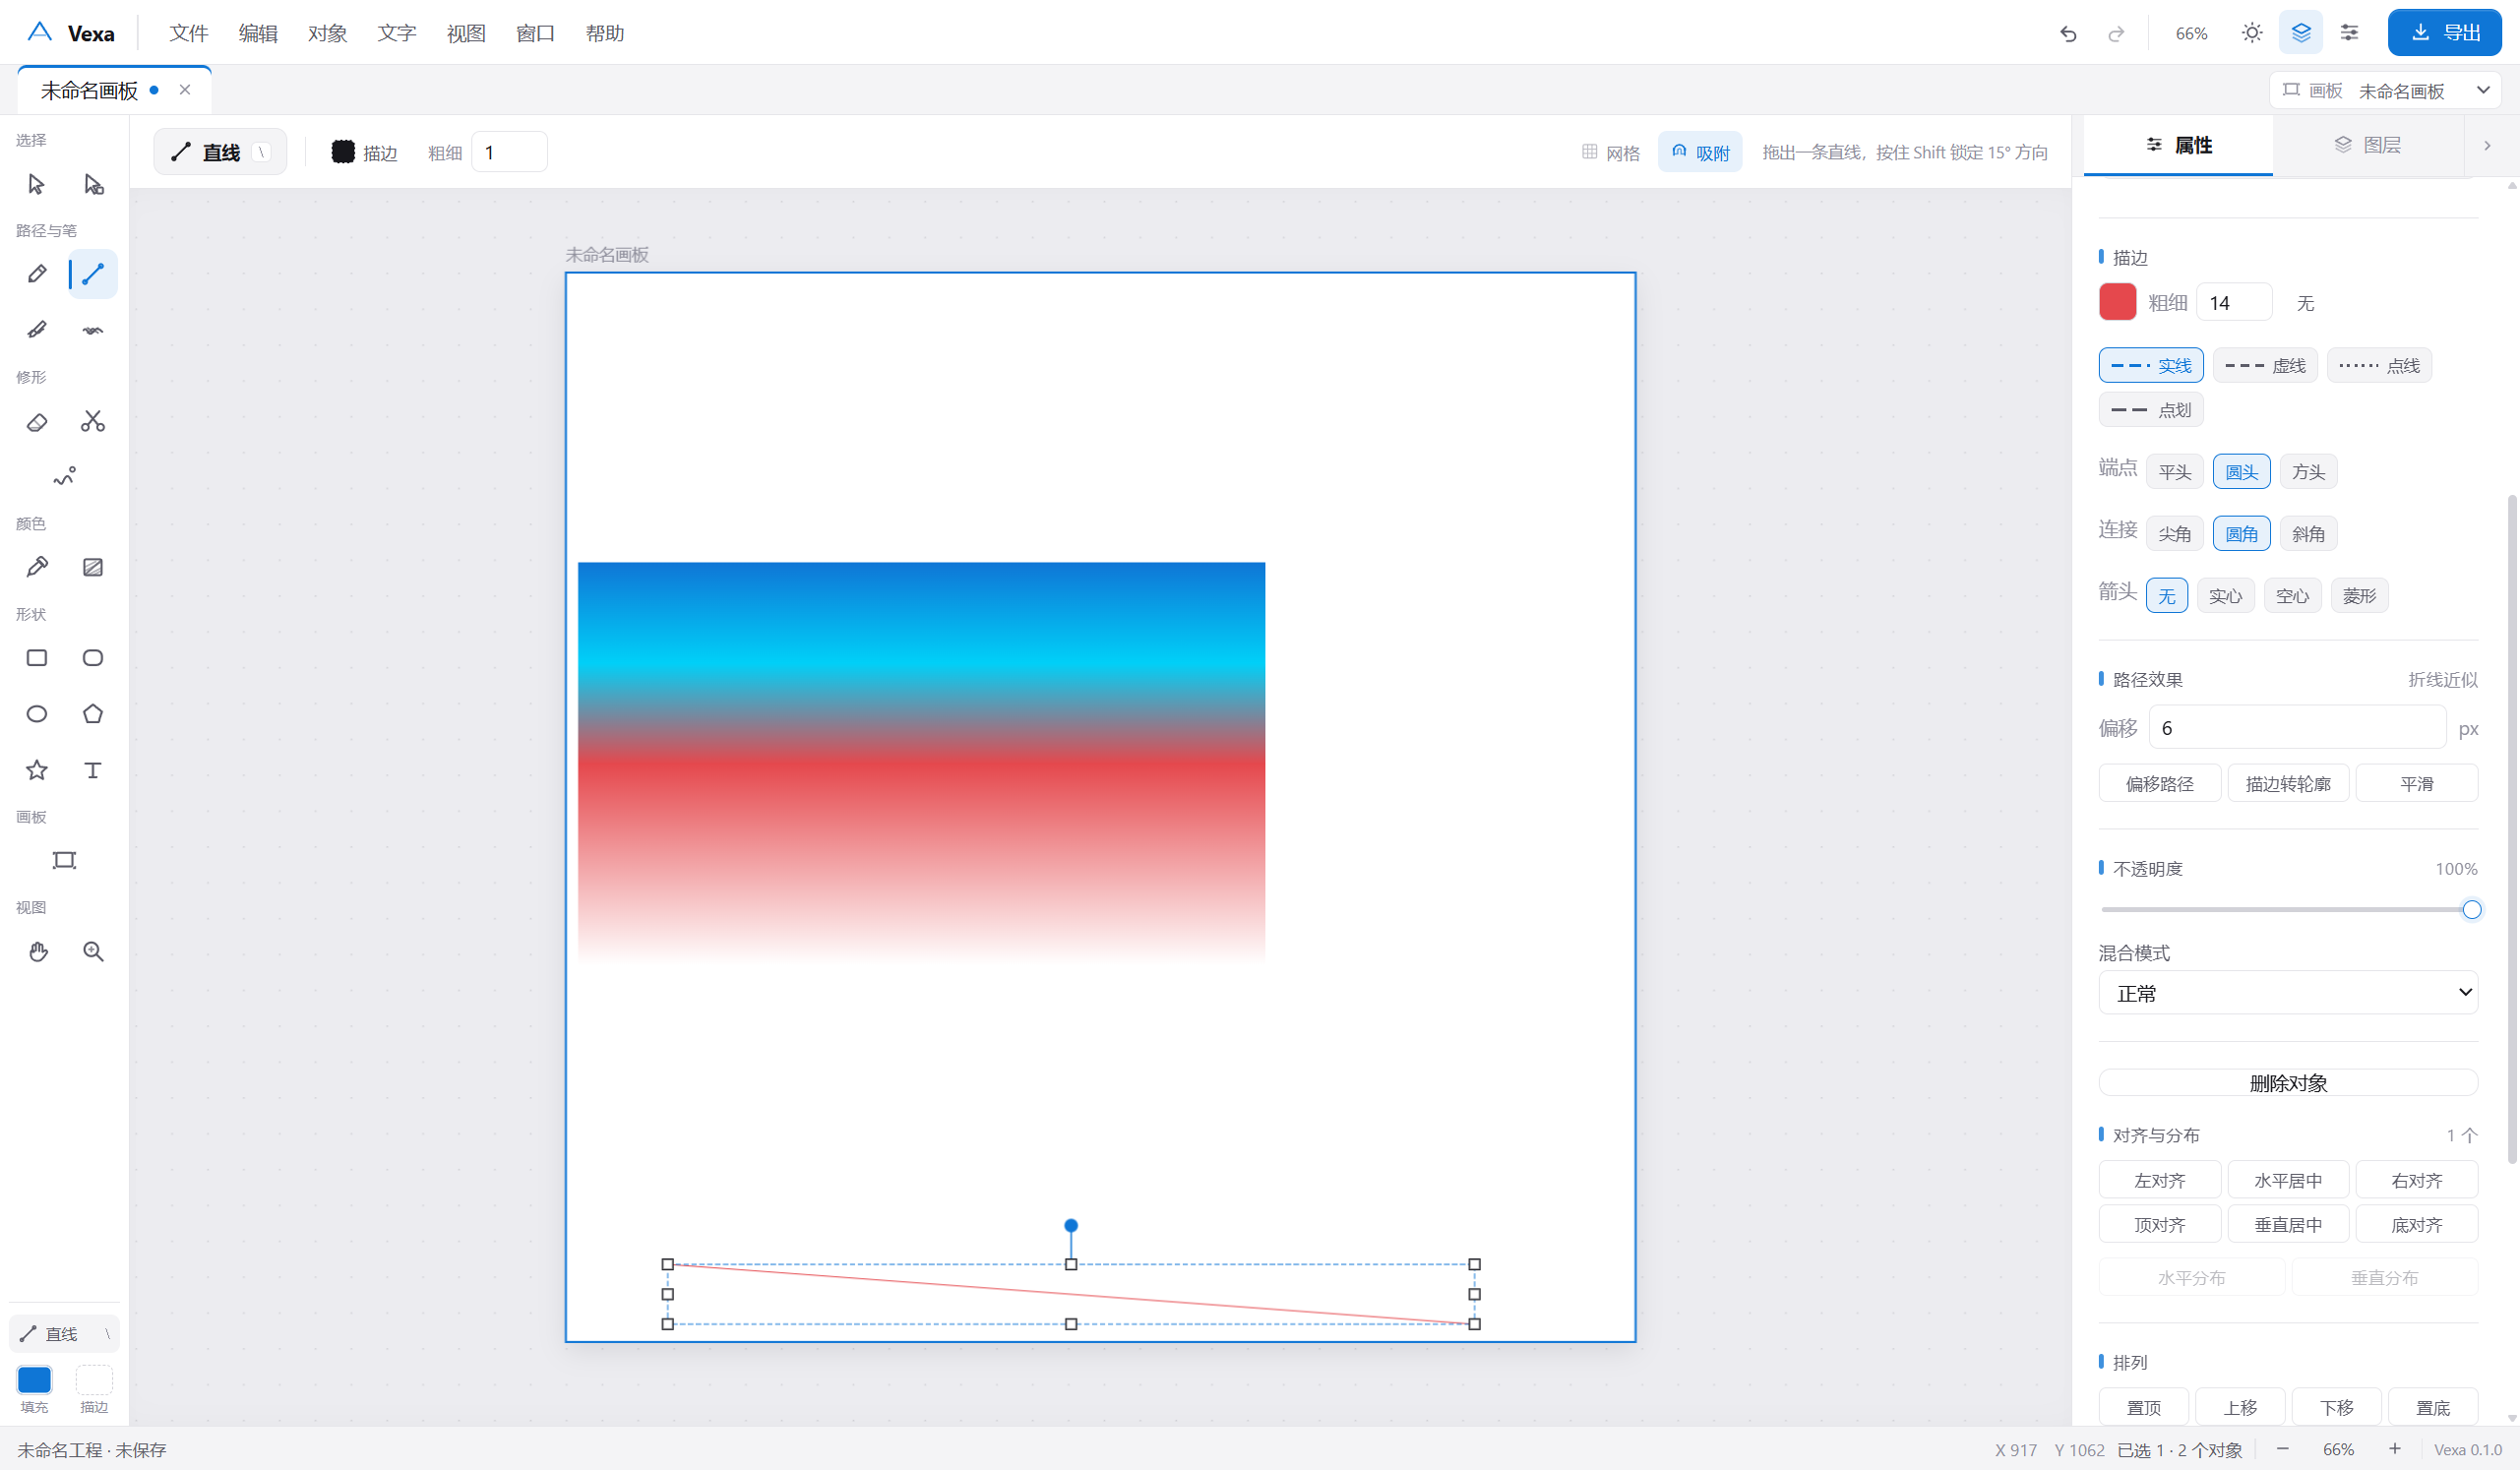 Vexa 文件 编辑 对象 文字 视图 窗口 帮助 66% 导出
未命名画板 画板 未命名画板
直线 \ 描边 粗细 1 网格 吸附 拖出一条直线，按住 Shift 锁定 15° 方向
属性 图层
选择
路径与笔
修形
颜色
形状
画板
视图
直线 \
填充 描边
未命名画板
描边
粗细 14 无
实线 虚线 点线
点划
端点 平头 圆头 方头
连接 尖角 圆角 斜角
箭头 无 实心 空心 菱形
路径效果 折线近似
偏移 6 px
偏移路径 描边转轮廓 平滑
不透明度 100%
混合模式
正常
删除对象
对齐与分布 1 个
左对齐 水平居中 右对齐
顶对齐 垂直居中 底对齐
水平分布 垂直分布
排列
置顶 上移 下移 置底
未命名工程 · 未保存 X 917 Y 1062 已选 1 · 2 个对象 66% Vexa 0.1.0